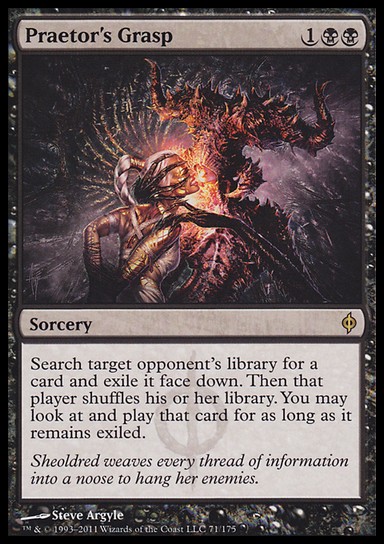 Praetor's Grasp 1
Sorcery
Search target opponent's library for a
card and exile it face down. Then that
player shuffles his or her library. You may
look at and play that card for as long as it
remains exiled.
Sheoldred weaves every thread of information
into a noose to hang her enemies.
Steve Argyle
™ & © 1993–2011 Wizards of the Coast LLC 71/175